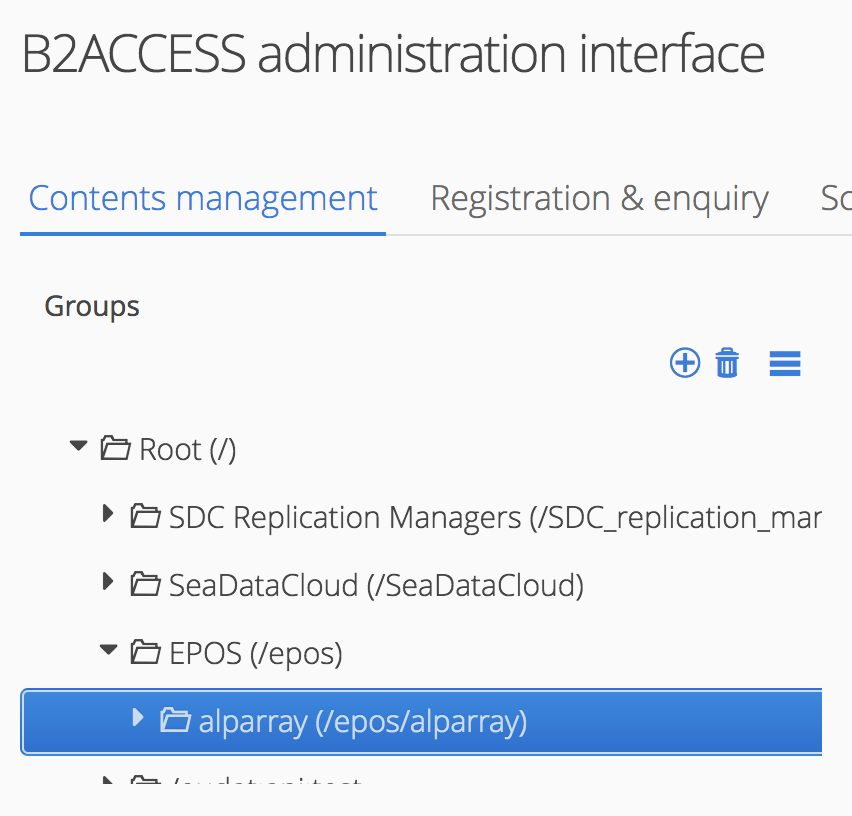 B2ACCESS administration interface
Contents management Registration & enquiry Sc
Groups
Root (/)
SDC Replication Managers (/SDC_replication_mar
SeaDataCloud (/SeaDataCloud)
EPOS (/epos)
alparray (/epos/alparray)